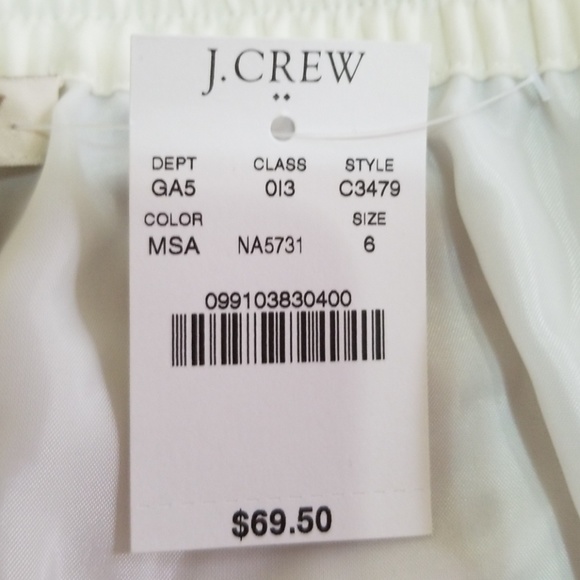 J.CREW
DEPT CLASS STYLE
GA5 013 C3479
COLOR SIZE
MSA NA5731 6
099103830400
$69.50